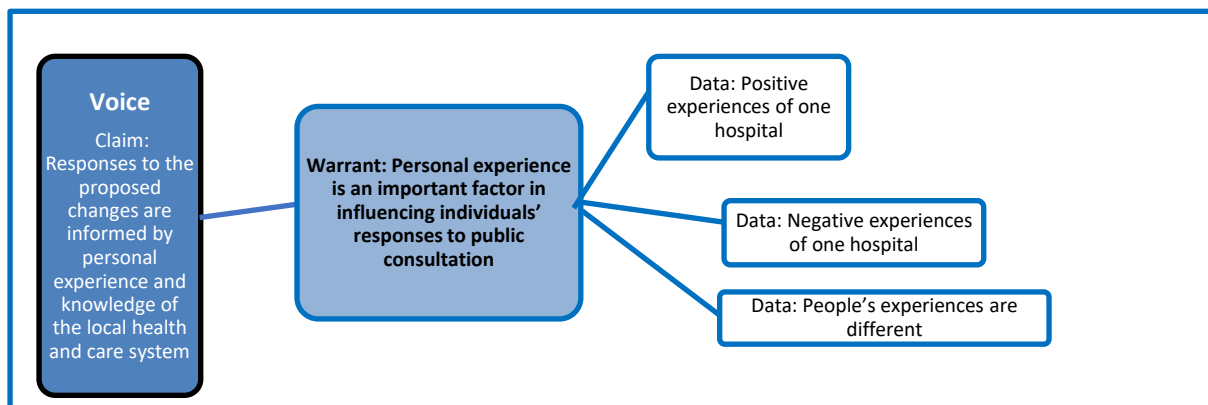 Voice
Claim:
Responses to the
proposed
changes are
informed by
personal
experience and
knowledge of
the local health
and care system
Warrant: Personal experience
is an important factor in
influencing individuals’
responses to public
consultation
Data: Positive
experiences of one
hospital
Data: Negative experiences
of one hospital
Data: People’s experiences are
different